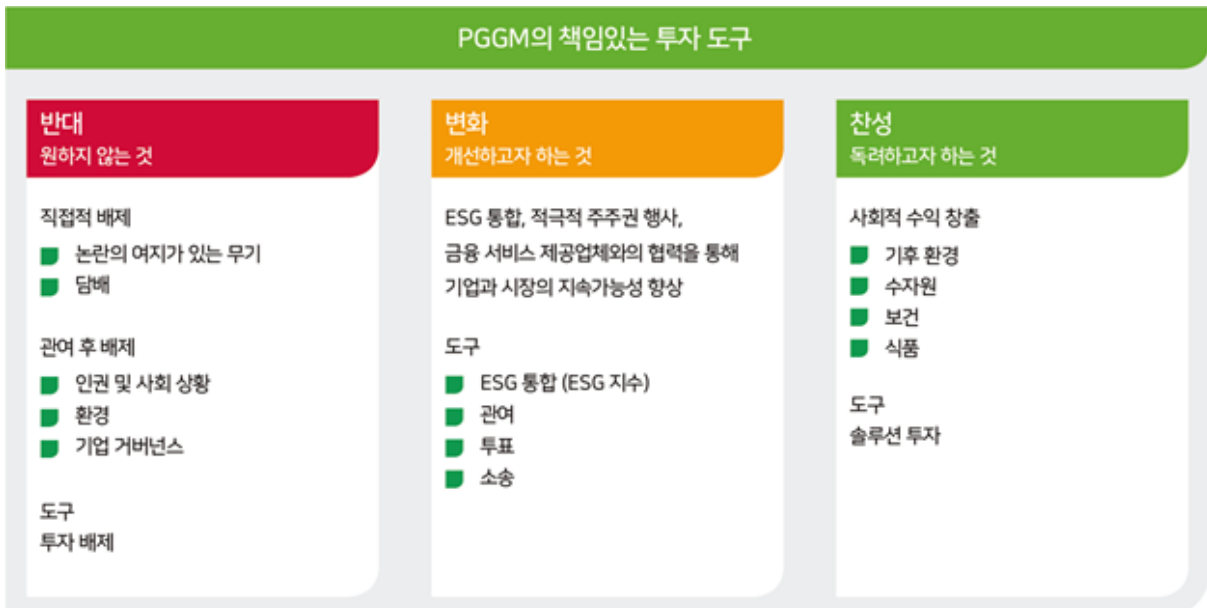 PGGM의 책임있는 투자 도구
반대
원하지 않는 것
직접적 배제
논란의 여지가 있는 무기
담배
관여 후 배제
인권 및 사회 상황
환경
기업 거버넌스
도구
투자 배제
변화
개선하고자 하는 것
ESG 통합, 적극적 주주권 행사,
금융 서비스 제공업체와의 협력을 통해
기업과 시장의 지속가능성 향상
도구
ESG 통합 (ESG 지수)
관여
투표
소송
찬성
독려하고자 하는 것
사회적 수익 창출
기후 환경
수자원
보건
식품
도구
솔루션 투자